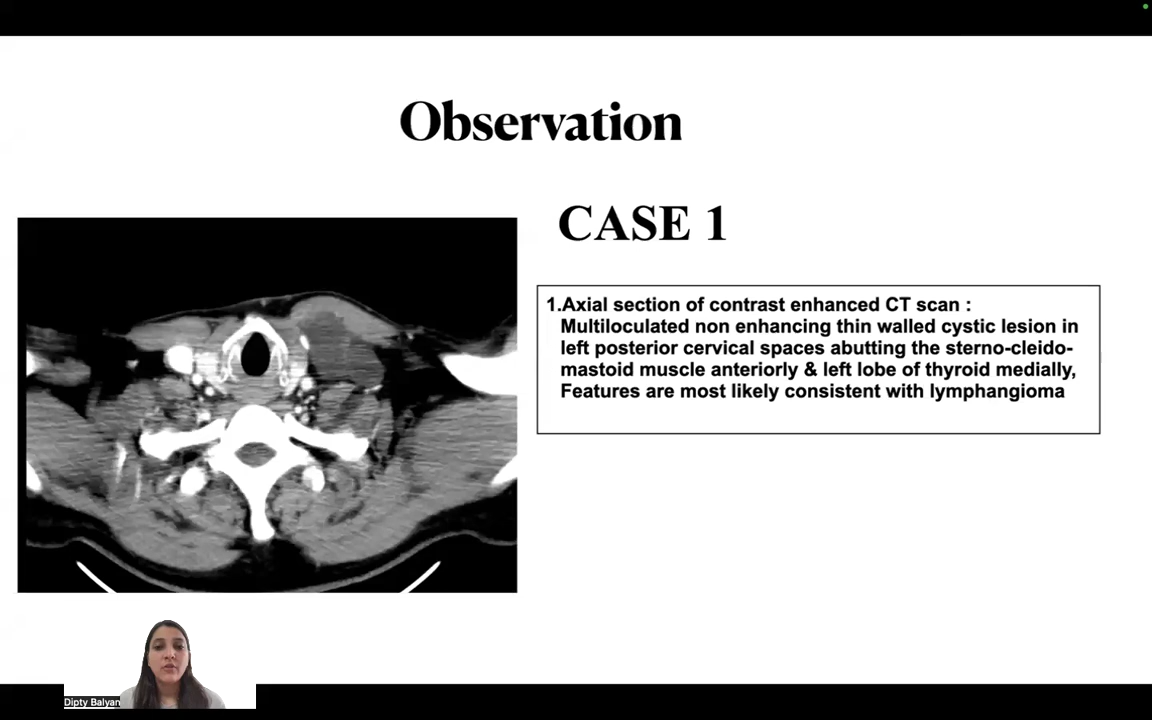 Observation
CASE 1
1.Axial section of contrast enhanced CT scan :
Multiloculated non enhancing thin walled cystic lesion in
left posterior cervical spaces abutting the sterno-cleido-
mastoid muscle anteriorly & left lobe of thyroid medially,
Features are most likely consistent with lymphangioma
Dipty Balyan